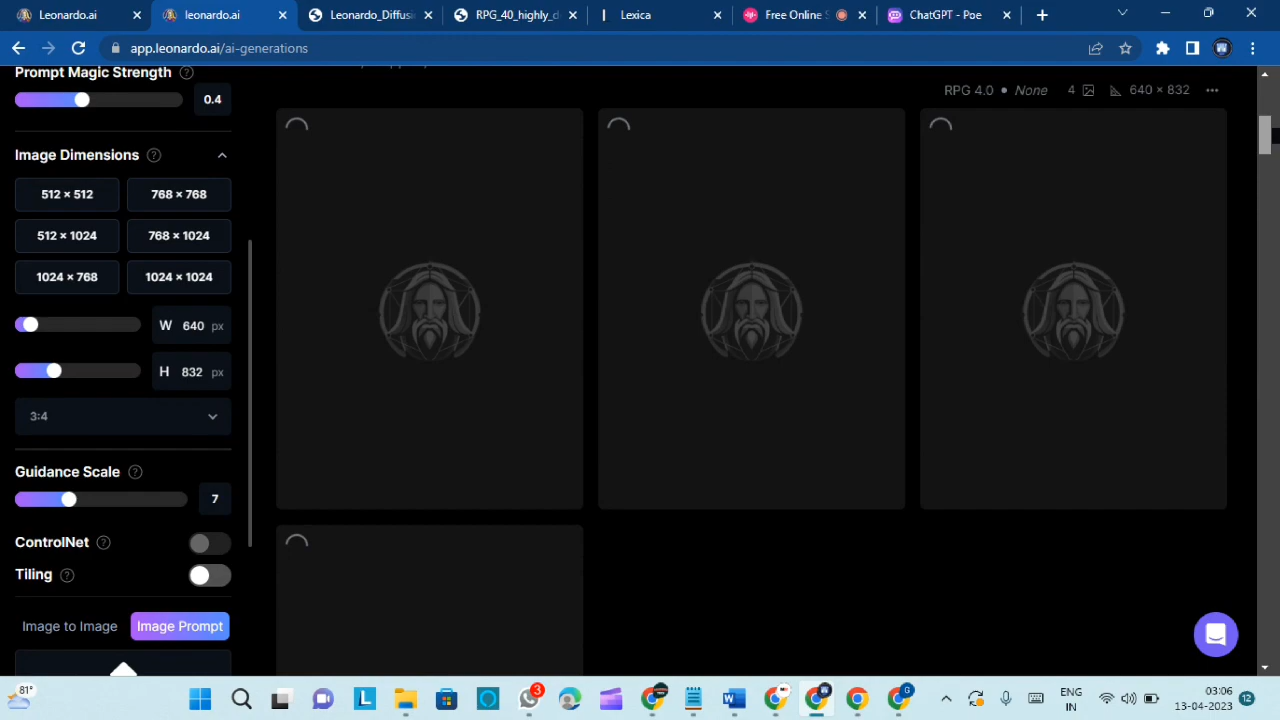 leonardo.ai
leonardo.ai
Leonardo_Diffusi
RPG_40_highly_d
Lexica
Free Online S
ChatGPT - Poe
app.leonardo.ai/ai-generations
Prompt Magic Strength ?
0.4
RPG 4.0 • None 4 640 × 832 •••
Image Dimensions ?
512 × 512 768 × 768
512 × 1024 768 × 1024
1024 × 768 1024 × 1024
W 640 px
H 832 px
3:4
Guidance Scale ?
7
ControlNet ?
Tiling ?
Image to Image Image Prompt
81°
L
3
W
G
ENG
IN
03:06
13-04-2023
12